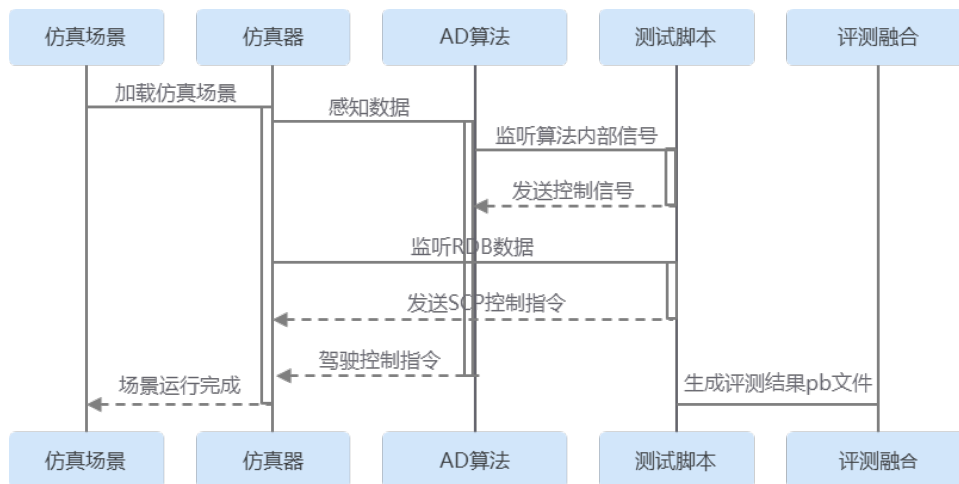 仿真场景
仿真器
AD算法
测试脚本
评测融合
加载仿真场景
感知数据
监听算法内部信号
发送控制信号
监听RDB数据
发送SCP控制指令
驾驶控制指令
场景运行完成
生成评测结果pb文件
仿真场景
仿真器
AD算法
测试脚本
评测融合